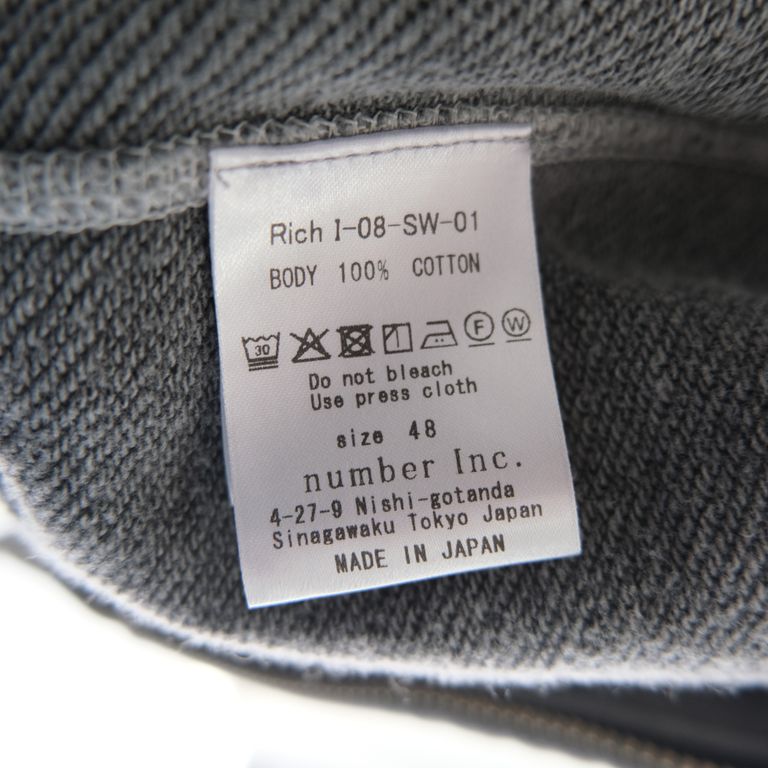 Rich I-08-SW-01
BODY 100% COTTON
30 F W
Do not bleach
Use press cloth
size 48
number Inc.
4-27-9 Nishi-gotanda
Sinagawaku Tokyo Japan
MADE IN JAPAN